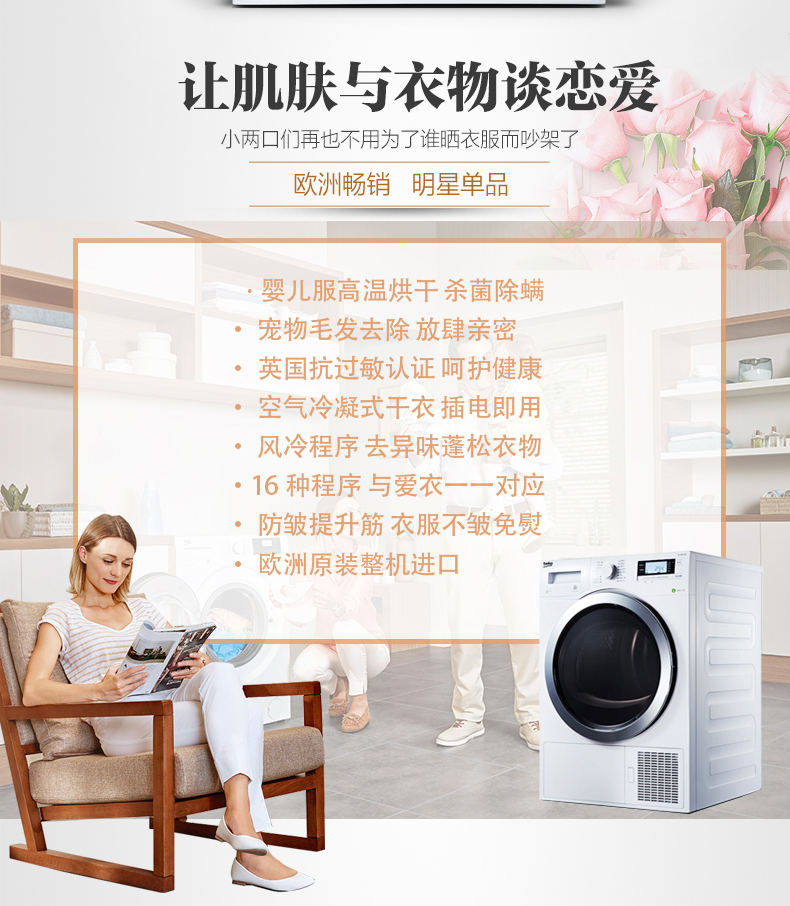 让肌肤与衣物谈恋爱
小两口们再也不用为了谁晒衣服而吵架了
欧洲畅销 明星单品
· 婴儿服高温烘干 杀菌除螨
• 宠物毛发去除 放肆亲密
• 英国抗过敏认证 呵护健康
• 空气冷凝式干衣 插电即用
• 风冷程序 去异味蓬松衣物
• 16 种程序 与爱衣一一对应
• 防皱提升筋 衣服不皱免熨
• 欧洲原装整机进口
beko